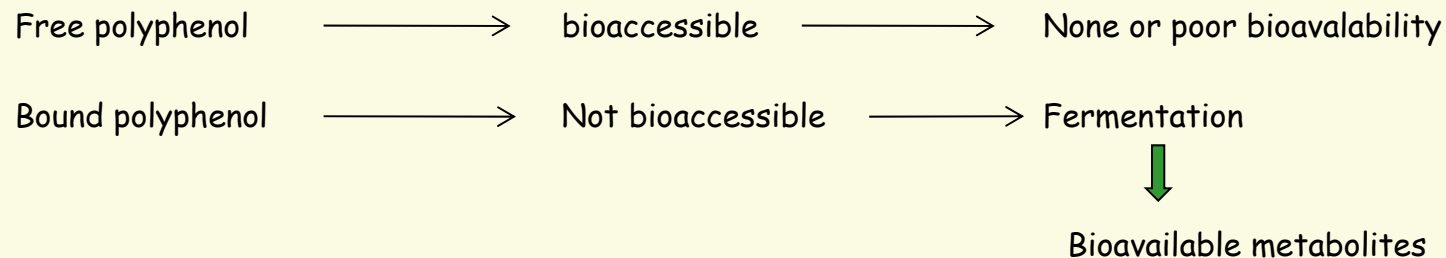 Free polyphenol bioaccessible None or poor bioavalability
Bound polyphenol Not bioaccessible Fermentation
Bioavailable metabolites